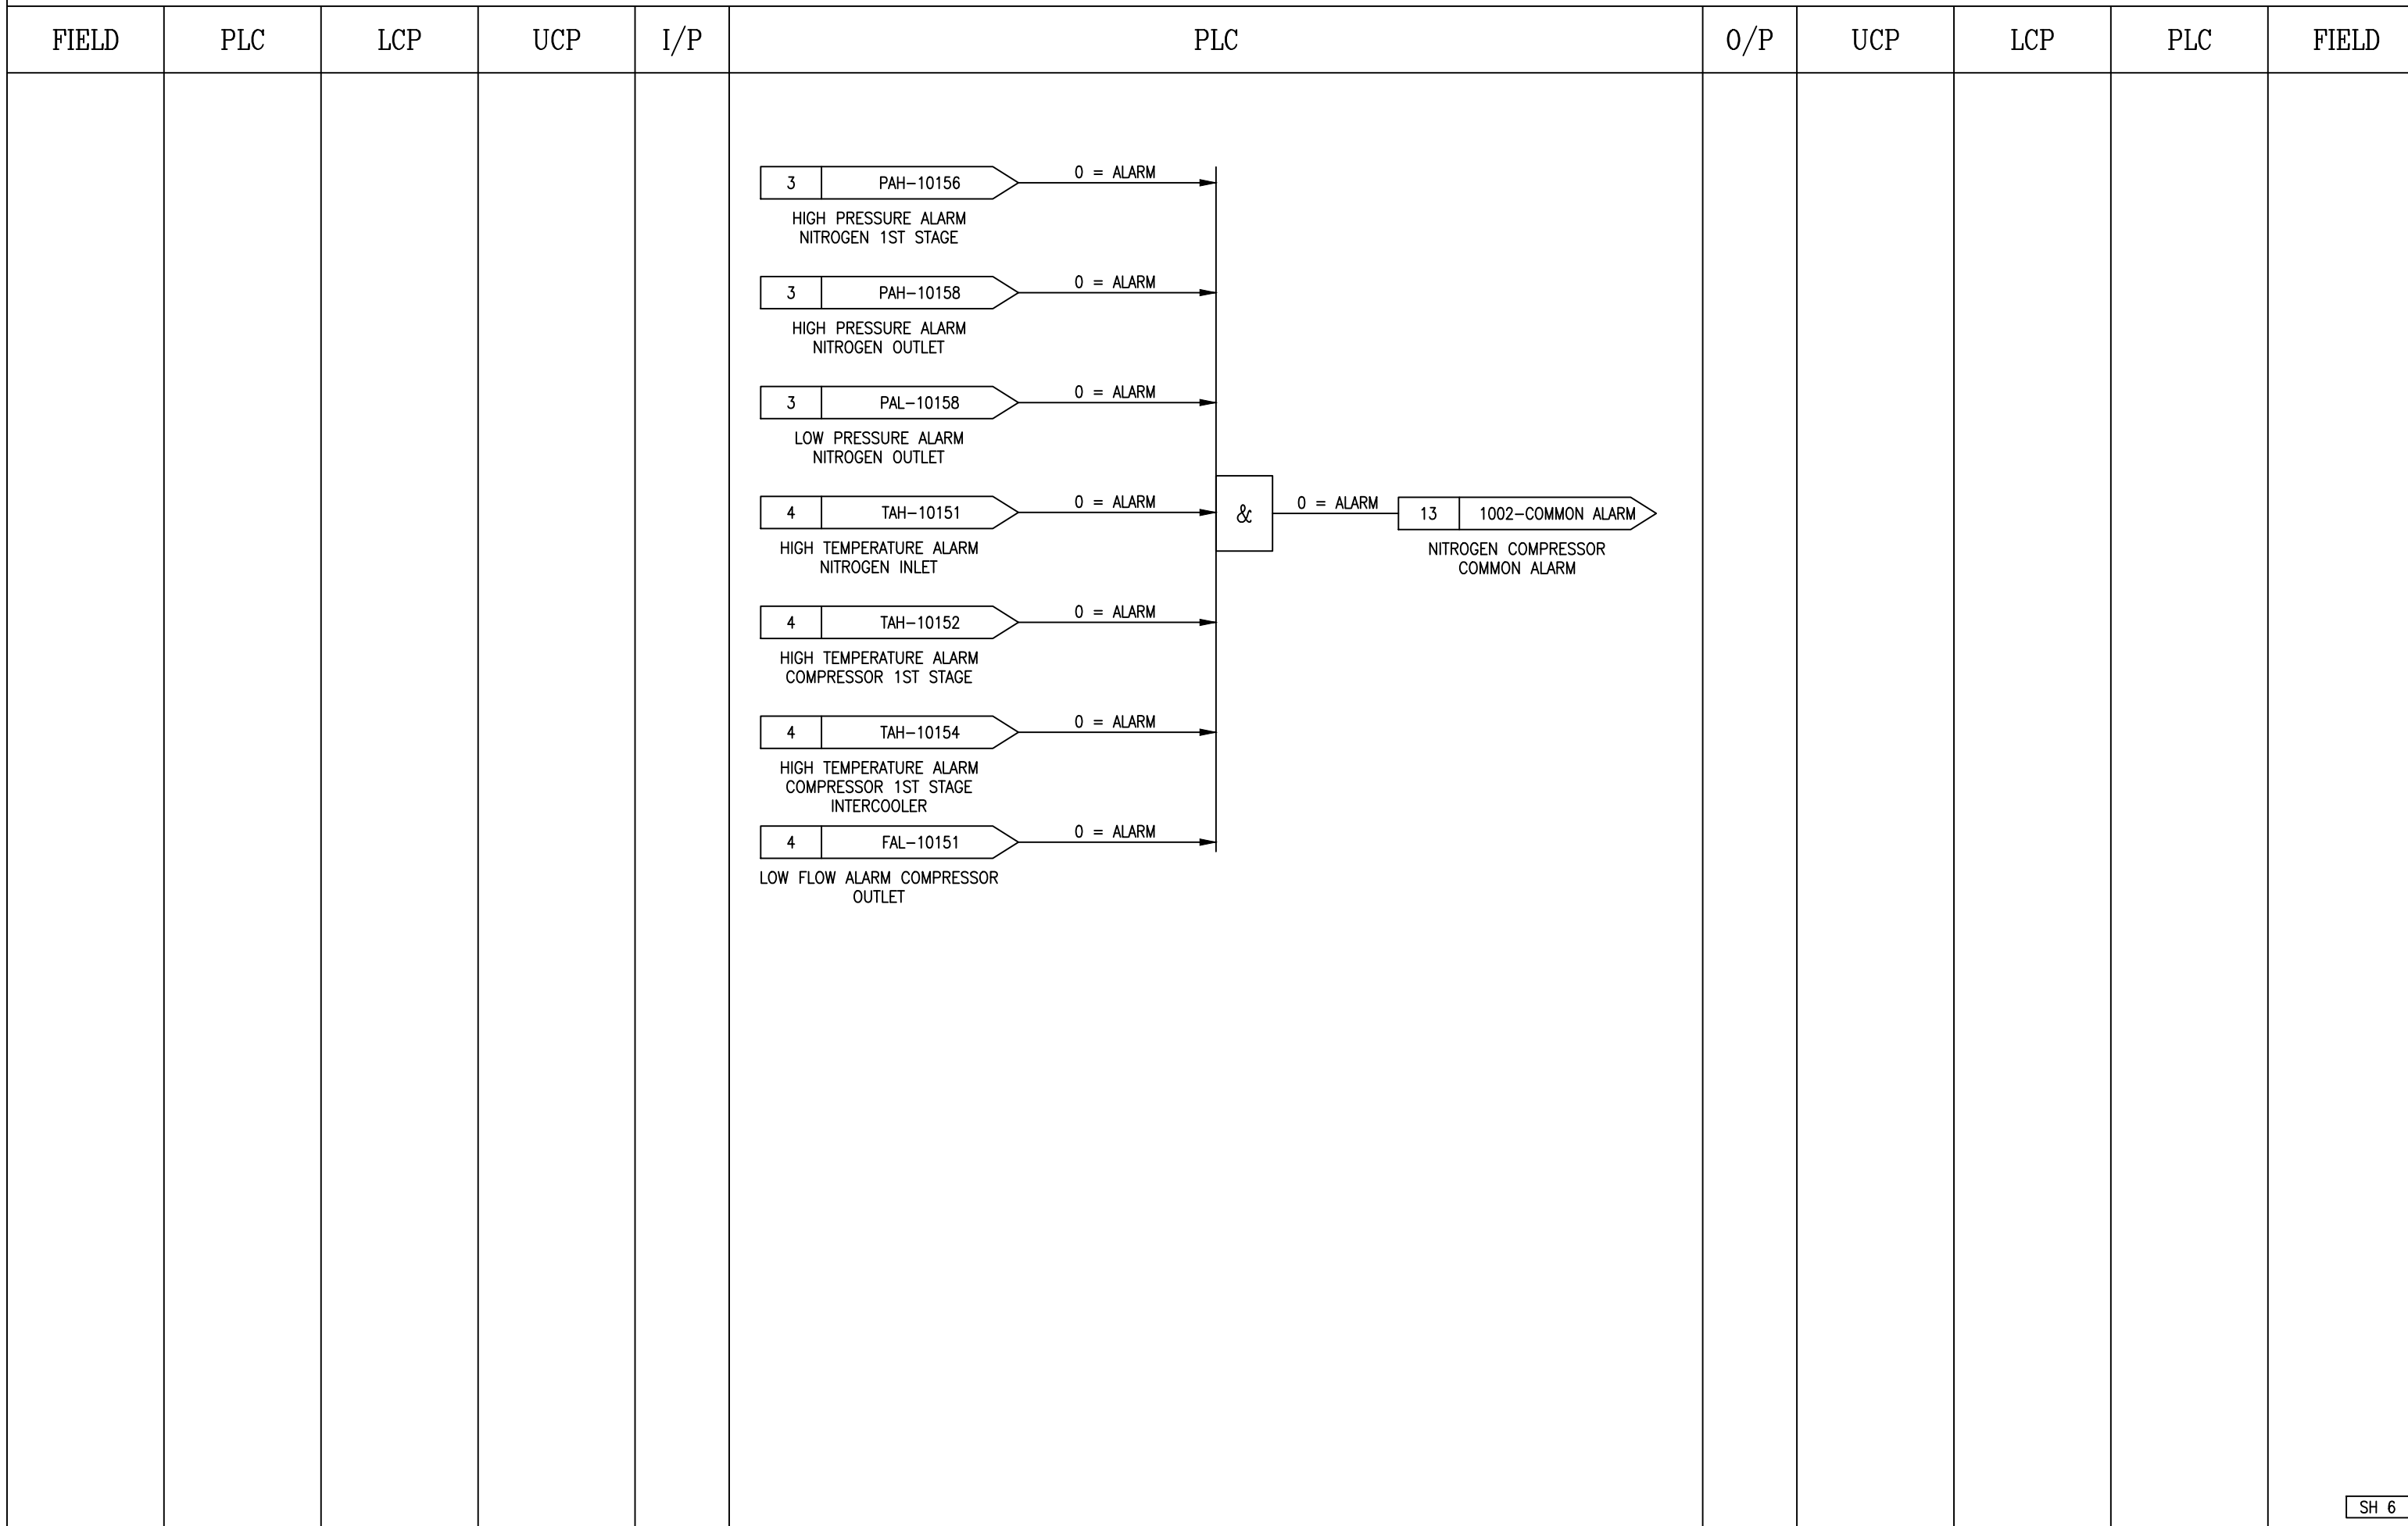 FIELD PLC LCP UCP I/P PLC O/P UCP LCP PLC FIELD
3 PAH-10156 0 = ALARM
HIGH PRESSURE ALARM
NITROGEN 1ST STAGE
3 PAH-10158 0 = ALARM
HIGH PRESSURE ALARM
NITROGEN OUTLET
3 PAL-10158 0 = ALARM
LOW PRESSURE ALARM
NITROGEN OUTLET
4 TAH-10151 0 = ALARM & 0 = ALARM 13 1002-COMMON ALARM
HIGH TEMPERATURE ALARM
NITROGEN INLET
NITROGEN COMPRESSOR
COMMON ALARM
4 TAH-10152 0 = ALARM
HIGH TEMPERATURE ALARM
COMPRESSOR 1ST STAGE
4 TAH-10154 0 = ALARM
HIGH TEMPERATURE ALARM
COMPRESSOR 1ST STAGE
INTERCOOLER
4 FAL-10151 0 = ALARM
LOW FLOW ALARM COMPRESSOR
OUTLET
SH 6